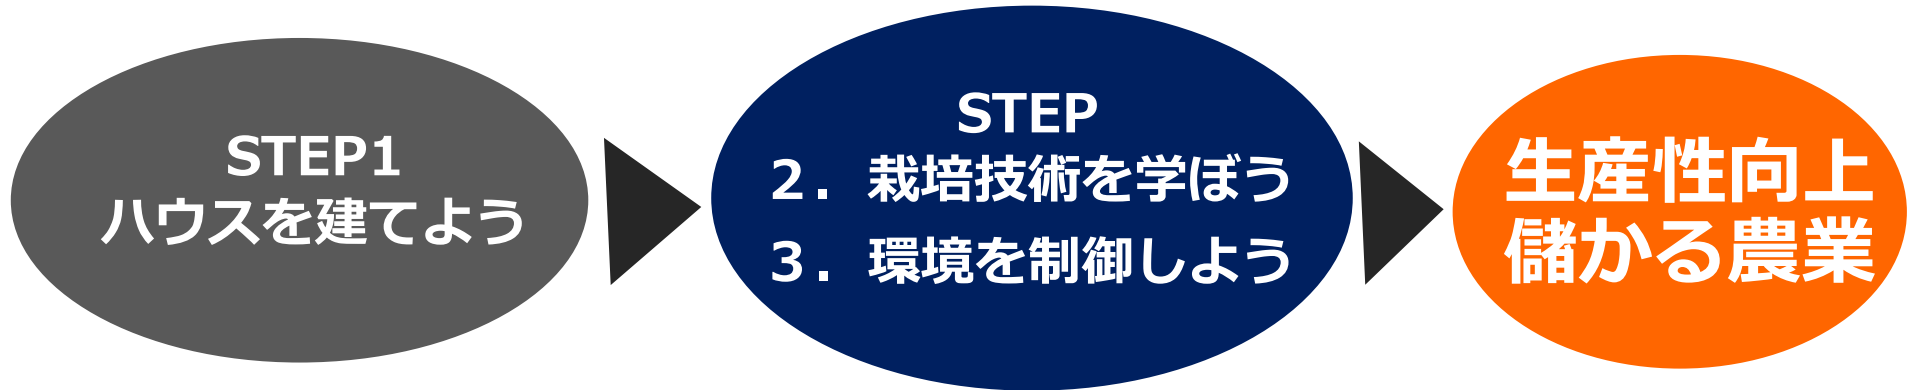 STEP1
ハウスを建てよう
STEP
２．栽培技術を学ぼう
３．環境を制御しよう
生産性向上
儲かる農業